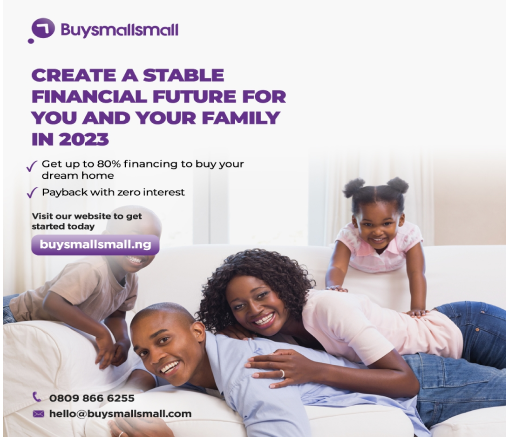 Buysmallsmall
CREATE A STABLE
FINANCIAL FUTURE FOR
YOU AND YOUR FAMILY
IN 2023
Get up to 80% financing to buy your
dream home
Payback with zero interest
Visit our website to get
started today
buysmallsmall.ng
0809 866 6255
hello@buysmallsmall.com